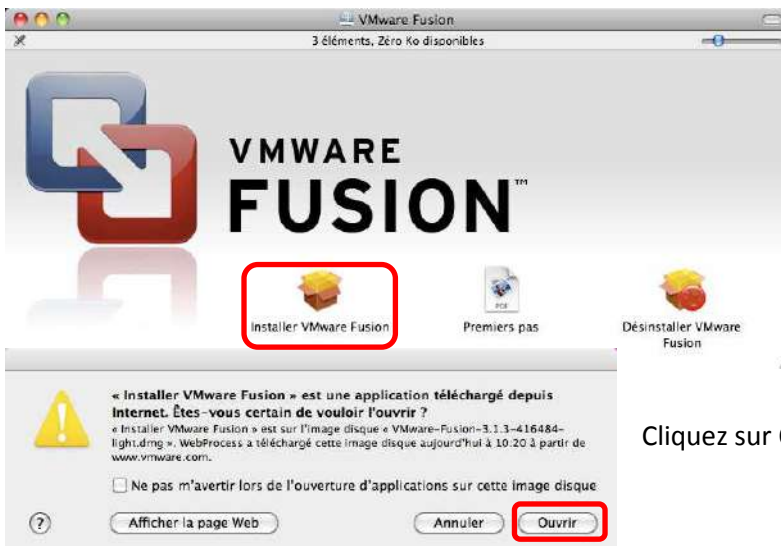 VMware Fusion
3 éléments, Zéro Ko disponibles
VMWARE
FUSION™
PDF
Installer VMware Fusion
Premiers pas
Désinstaller VMware
Fusion
« Installer VMware Fusion » est une application téléchargé depuis
Internet. Êtes-vous certain de vouloir l'ouvrir ?
« Installer VMware Fusion » est sur l'image disque « VMware-Fusion-3.1.3-416484-
light.dmg ». WebProcess a téléchargé cette image disque aujourd'hui à 10:20 à partir de
www.vmware.com.
Ne pas m'avertir lors de l'ouverture d'applications sur cette image disque
?
Afficher la page Web
Annuler
Ouvrir
Cliquez sur